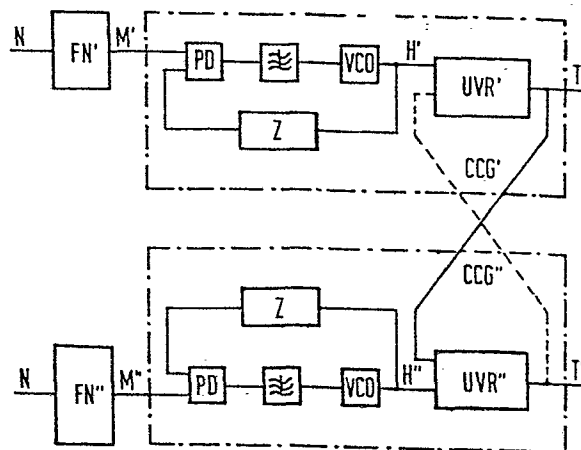 N FN' M' PD VCO H' UVR' T
Z
CCG'
CCG"
Z
N FN" M" PD VCO H" UVR" T